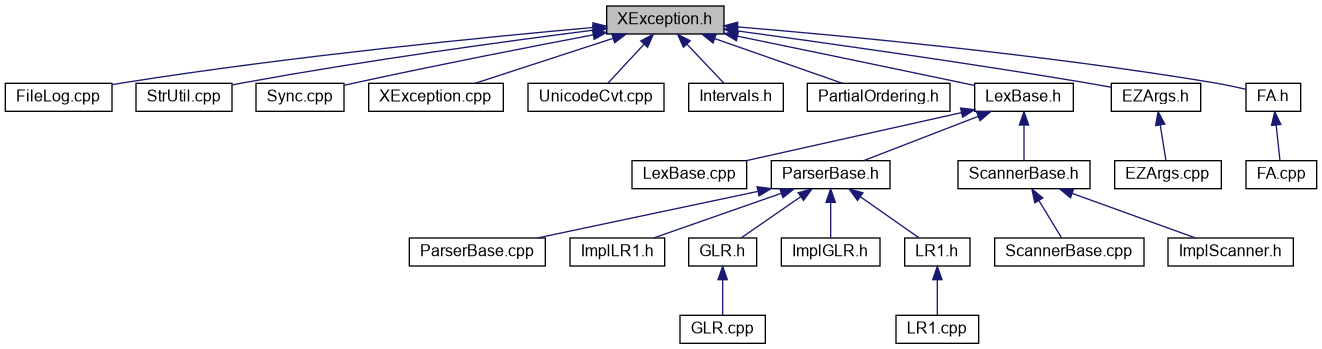 XException.h
FileLog.cpp
StrUtil.cpp
Sync.cpp
XException.cpp
UnicodeCvt.cpp
Intervals.h
PartialOrdering.h
LexBase.h
EZArgs.h
FA.h
LexBase.cpp
ParserBase.h
ScannerBase.h
EZArgs.cpp
FA.cpp
ParserBase.cpp
ImplLR1.h
GLR.h
ImplGLR.h
LR1.h
ScannerBase.cpp
ImplScanner.h
GLR.cpp
LR1.cpp